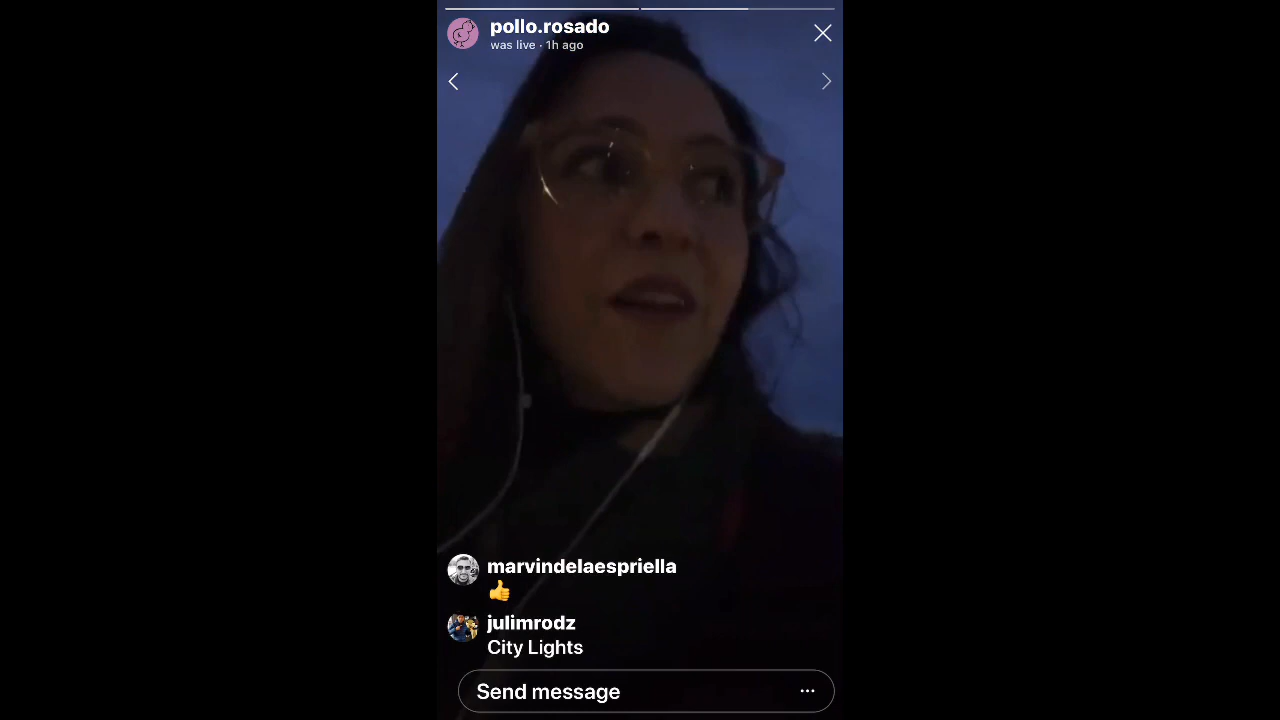 pollo.rosado
was live · 1h ago
marvindelaespriella
👍
julimrodz
City Lights
Send message